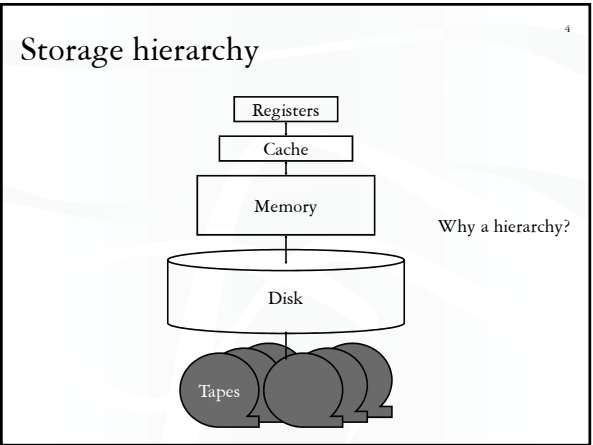 4
Storage hierarchy
Registers
Cache
Memory
Why a hierarchy?
Disk
Tapes